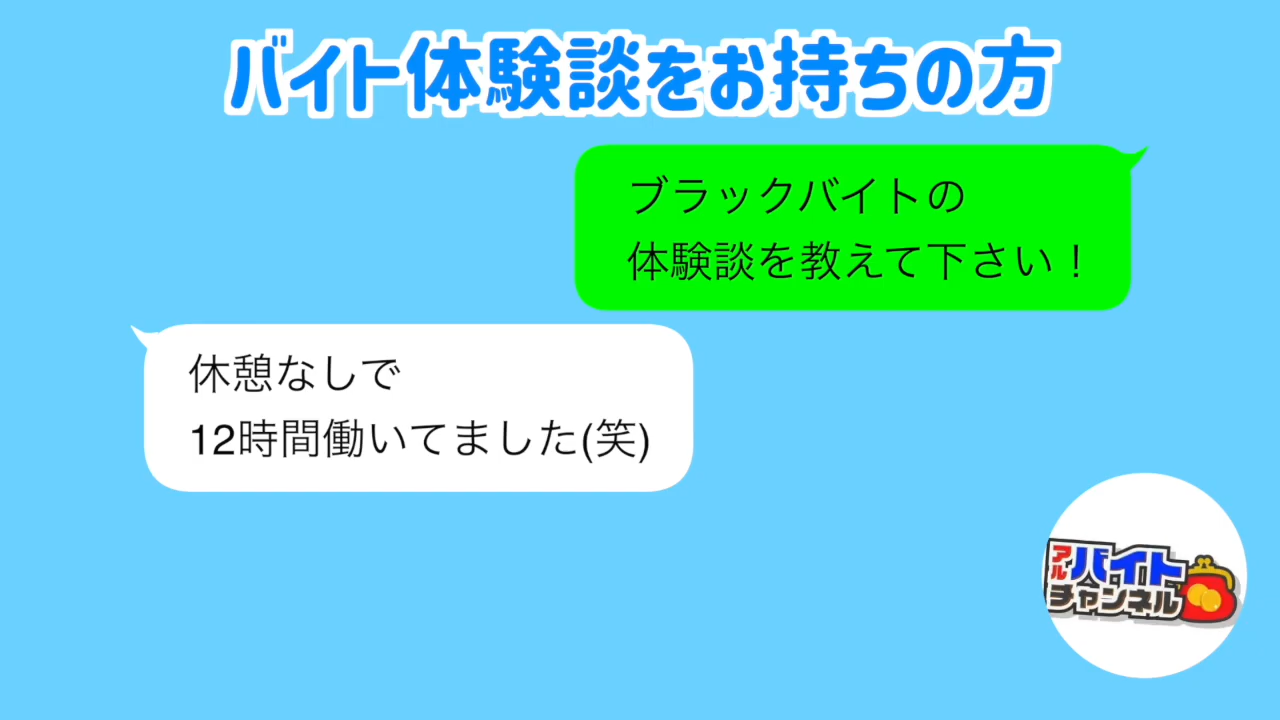 バイト体験談をお持ちの方
ブラックバイトの
体験談を教えて下さい！
休憩なしで
12時間働いてました(笑)
アルバイト
チャンネル